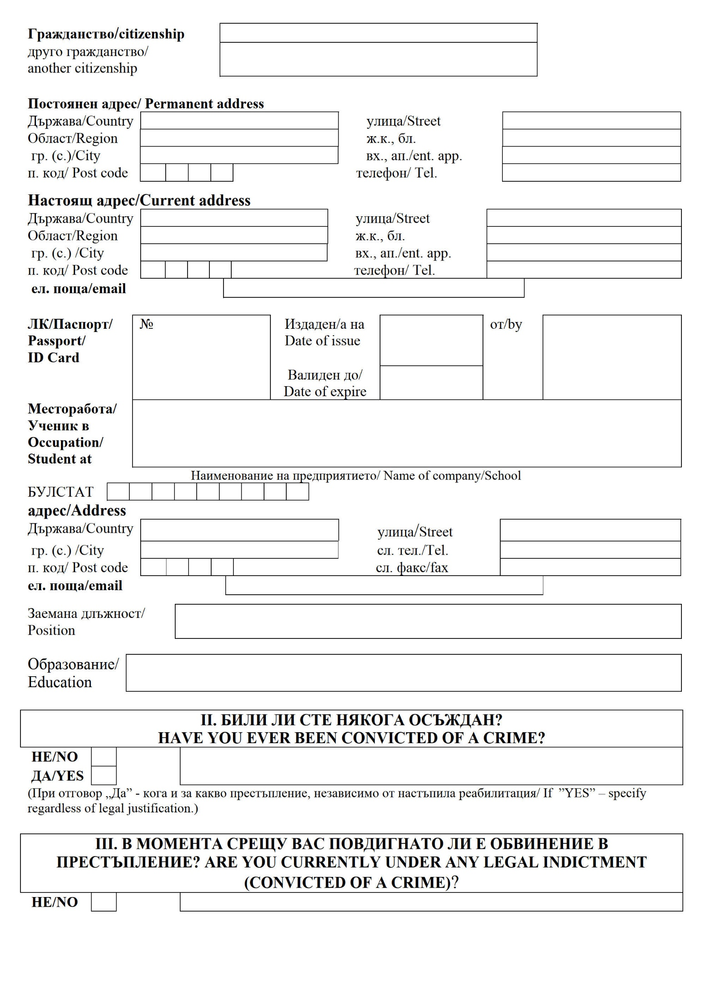 Гражданство/citizenship
друго гражданство/
another citizenship
Постоянен адрес/ Permanent address
Държава/Country улица/Street
Област/Region ж.к., бл.
гр. (с.)/City вх., ап./ent. app.
п. код/ Post code телефон/ Tel.
Настоящ адрес/Current address
Държава/Country улица/Street
Област/Region ж.к., бл.
гр. (с.) /City вх., ап./ent. app.
п. код/ Post code телефон/ Tel.
ел. поща/email
ЛК/Паспорт/ № Издаден/а на от/by
Passport/ Date of issue
ID Card
Валиден до/
Date of expire
Месторабота/
Ученик в
Occupation/
Student at
Наименование на предприятието/ Name of company/School
БУЛСТАТ
адрес/Address
Държава/Country улица/Street
гр. (с.) /City сл. тел./Tel.
п. код/ Post code сл. факс/fax
ел. поща/email
Заемана длъжност/
Position
Образование/
Education
II. БИЛИ ЛИ СТЕ НЯКОГА ОСЪЖДАН?
HAVE YOU EVER BEEN CONVICTED OF A CRIME?
НЕ/NO
ДА/YES
(При отговор „Да” - кога и за какво престъпление, независимо от настъпила реабилитация/ If ”YES” – specify
regardless of legal justification.)
III. В МОМЕНТА СРЕЩУ ВАС ПОВДИГНАТО ЛИ Е ОБВИНЕНИЕ В
ПРЕСТЪПЛЕНИЕ? ARE YOU CURRENTLY UNDER ANY LEGAL INDICTMENT
(CONVICTED OF A CRIME)?
НЕ/NO